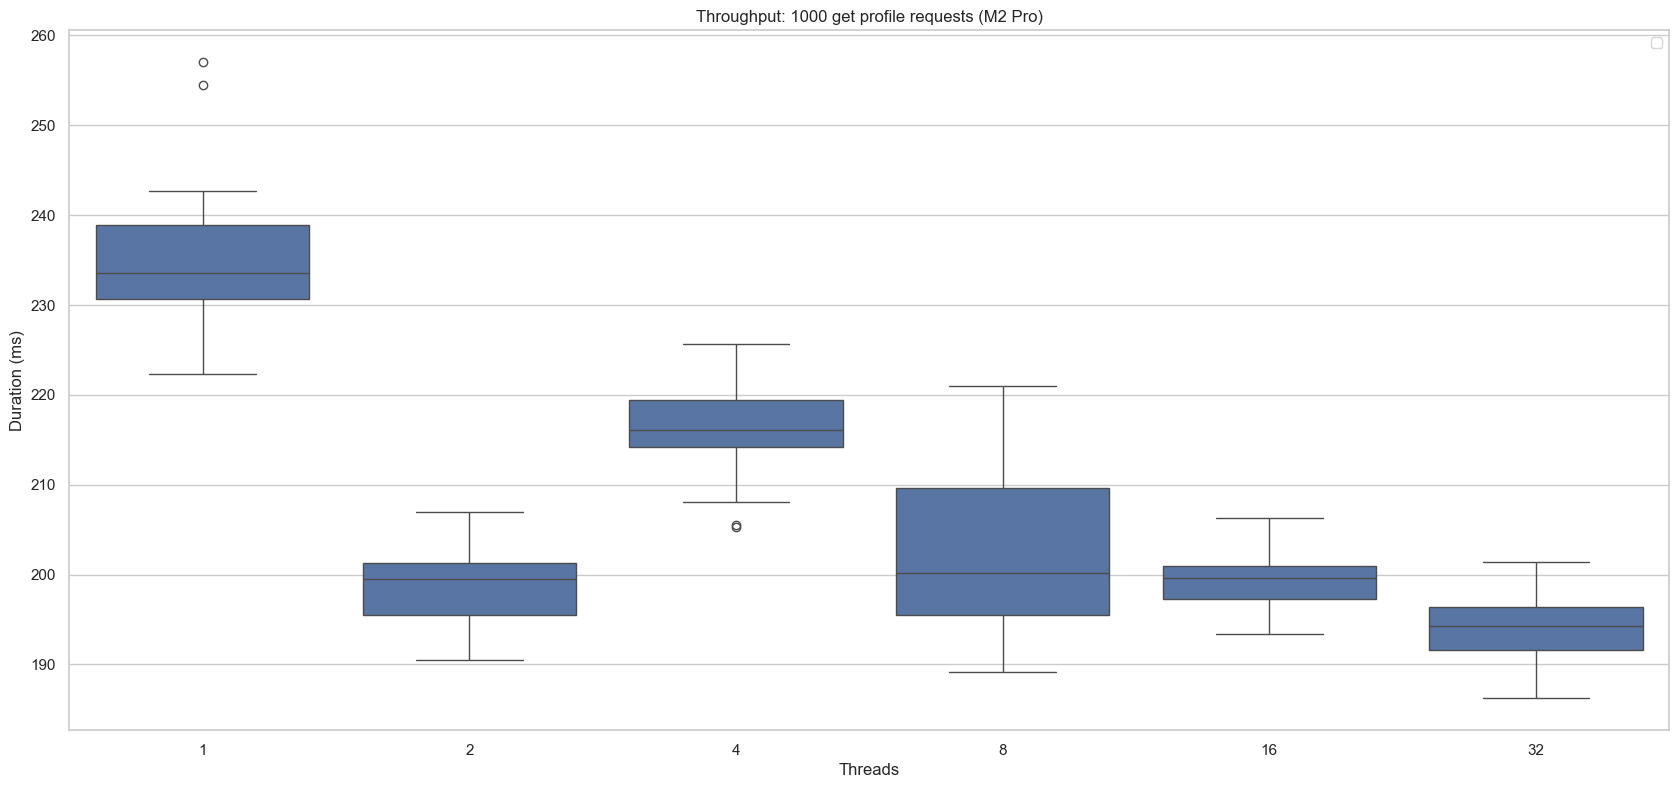 Throughput: 1000 get profile requests (M2 Pro)
260
250
240
230
220
210
200
190
Duration (ms)
1 2 4 8 16 32
Threads